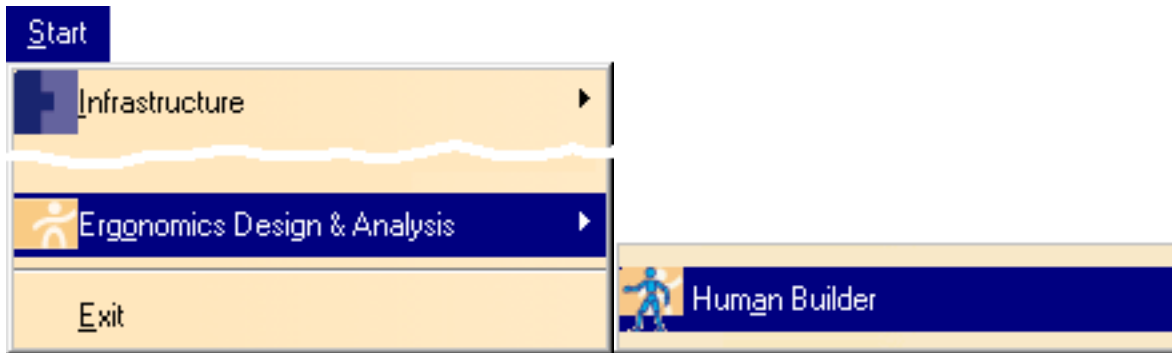 Start
Infrastructure
Ergonomics Design & Analysis
Human Builder
Exit